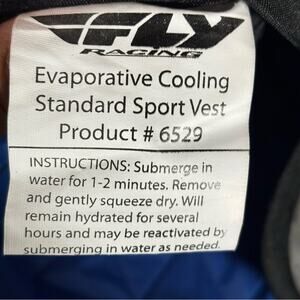 FLY
RACING
Evaporative Cooling
Standard Sport Vest
Product # 6529
INSTRUCTIONS: Submerge in
water for 1-2 minutes. Remove
and gently squeeze dry. Will
remain hydrated for several
hours and may be reactivated by
submerging in water as needed.